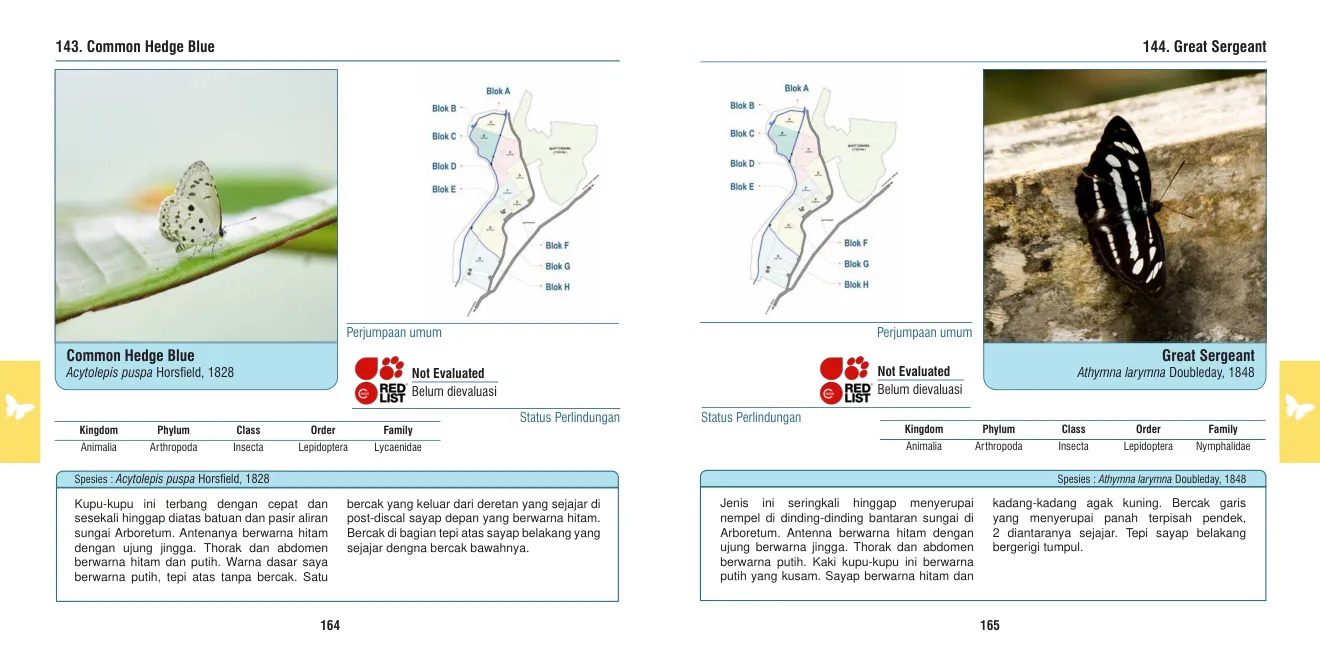 143. Common Hedge Blue
Blok A
Blok B
Blok C
Blok D
Blok E
Blok F
Blok G
Blok H
Common Hedge Blue
Acytolepis puspa Horsfield, 1828
Perjumpaan umum
RED LIST
Not Evaluated
Belum dievaluasi
Status Perlindungan
Kingdom Phylum Class Order Family
Animalia Arthropoda Insecta Lepidoptera Lycaenidae
Spesies : Acytolepis puspa Horsfield, 1828
Kupu-kupu ini terbang dengan cepat dan
sesekali hinggap diatas batuan dan pasir aliran
sungai Arboretum. Antenanya berwarna hitam
dengan ujung jingga. Thorak dan abdomen
berwarna hitam dan putih. Warna dasar saya
berwarna putih, tepi atas tanpa bercak. Satu
bercak yang keluar dari deretan yang sejajar di
post-discal sayap depan yang berwarna hitam.
Bercak di bagian tepi atas sayap belakang yang
sejajar dengna bercak bawahnya.
164
144. Great Sergeant
Blok A
Blok B
Blok C
Blok D
Blok E
Blok F
Blok G
Blok H
Great Sergeant
Athymna larymna Doubleday, 1848
Perjumpaan umum
RED LIST
Not Evaluated
Belum dievaluasi
Status Perlindungan
Kingdom Phylum Class Order Family
Animalia Arthropoda Insecta Lepidoptera Nymphalidae
Spesies : Athymna larymna Doubleday, 1848
Jenis ini seringkali hinggap menyerupai
nempel di dinding-dinding bantaran sungai di
Arboretum. Antenna berwarna hitam dengan
ujung berwarna jingga. Thorak dan abdomen
berwarna putih. Kaki kupu-kupu ini berwarna
putih yang kusam. Sayap berwarna hitam dan
kadang-kadang agak kuning. Bercak garis
yang menyerupai panah terpisah pendek,
2 diantaranya sejajar. Tepi sayap belakang
bergerigi tumpul.
165